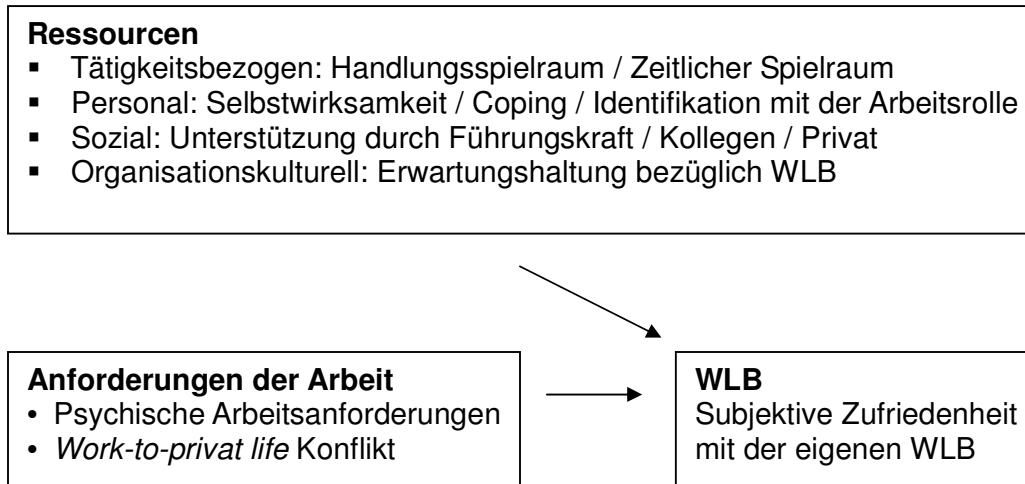 Ressourcen
▪ Tätigkeitsbezogen: Handlungsspielraum / Zeitlicher Spielraum
▪ Personal: Selbstwirksamkeit / Coping / Identifikation mit der Arbeitsrolle
▪ Sozial: Unterstützung durch Führungskraft / Kollegen / Privat
▪ Organisationskulturell: Erwartungshaltung bezüglich WLB
Anforderungen der Arbeit
• Psychische Arbeitsanforderungen
• Work-to-privat life Konflikt
WLB
Subjektive Zufriedenheit
mit der eigenen WLB